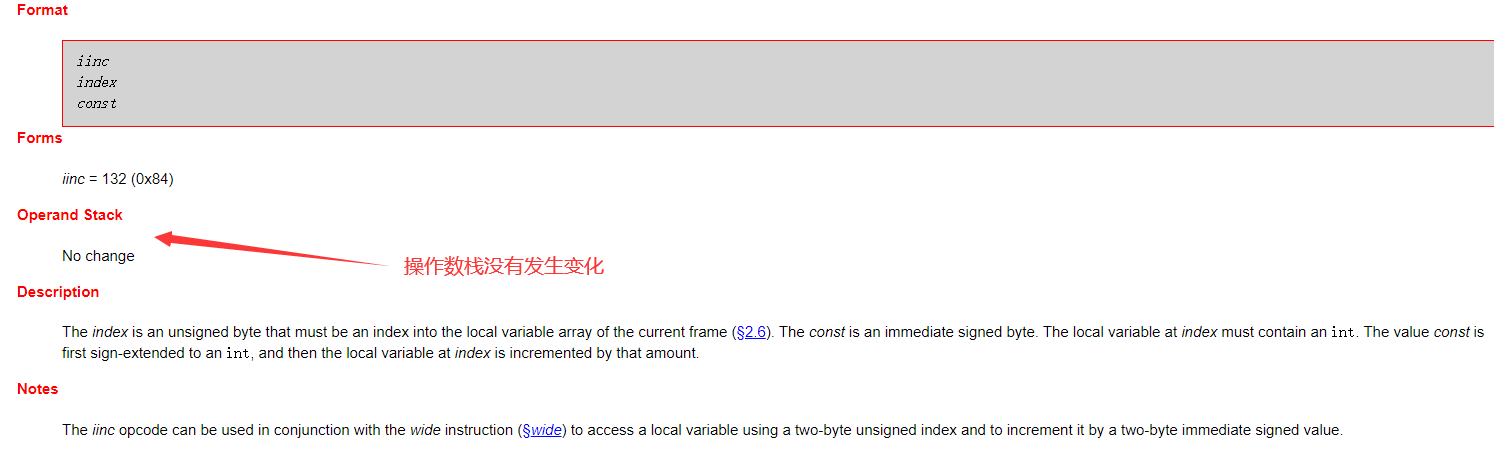 Format
iinc
index
const
Forms
iinc = 132 (0x84)
Operand Stack
No change
操作数栈没有发生变化
Description
The index is an unsigned byte that must be an index into the local variable array of the current frame (§2.6). The const is an immediate signed byte. The local variable at index must contain an int. The value const is
first sign-extended to an int, and then the local variable at index is incremented by that amount.
Notes
The iinc opcode can be used in conjunction with the wide instruction (§wide) to access a local variable using a two-byte unsigned index and to increment it by a two-byte immediate signed value.